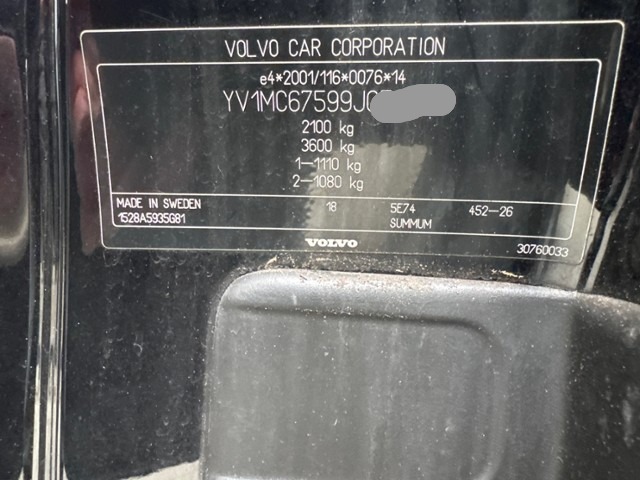 VOLVO CAR CORPORATION
e4*2001/116*0076*14
YV1MC67599J
2100 kg
3600 kg
1-1110 kg
2-1080 kg
MADE IN SWEDEN 18 5E74 452-26
1528A5935G81 SUMMUM
VOLVO 30760033